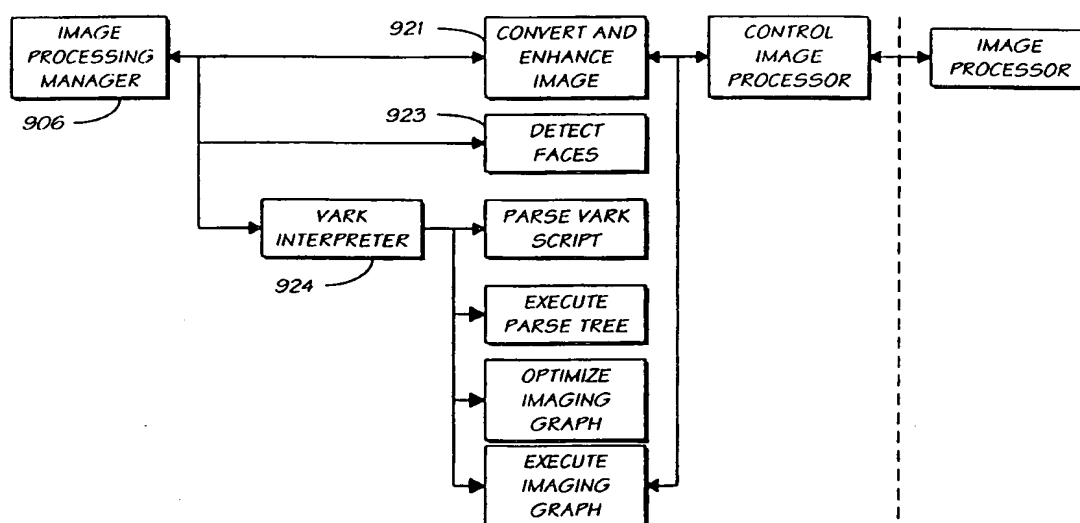 IMAGE
PROCESSING
MANAGER
906
921
CONVERT AND
ENHANCE
IMAGE
CONTROL
IMAGE
PROCESSOR
IMAGE
PROCESSOR
923
DETECT
FACES
VARK
INTERPRETER
924
PARSE VARK
SCRIPT
EXECUTE
PARSE TREE
OPTIMIZE
IMAGING
GRAPH
EXECUTE
IMAGING
GRAPH